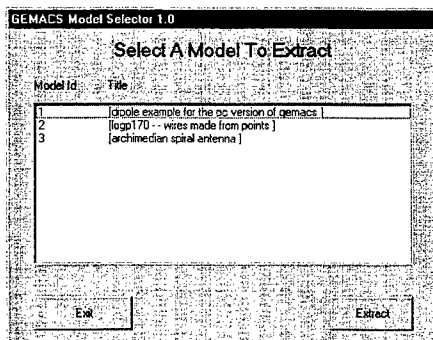 GEMACS Model Selector 1.0
Select A Model To Extract
Model Id Title
1 [dipole example for the pc version of gemacs ]
2 [logp170 -- wires made from points ]
3 [archimedian spiral antenna ]
Exit Extract